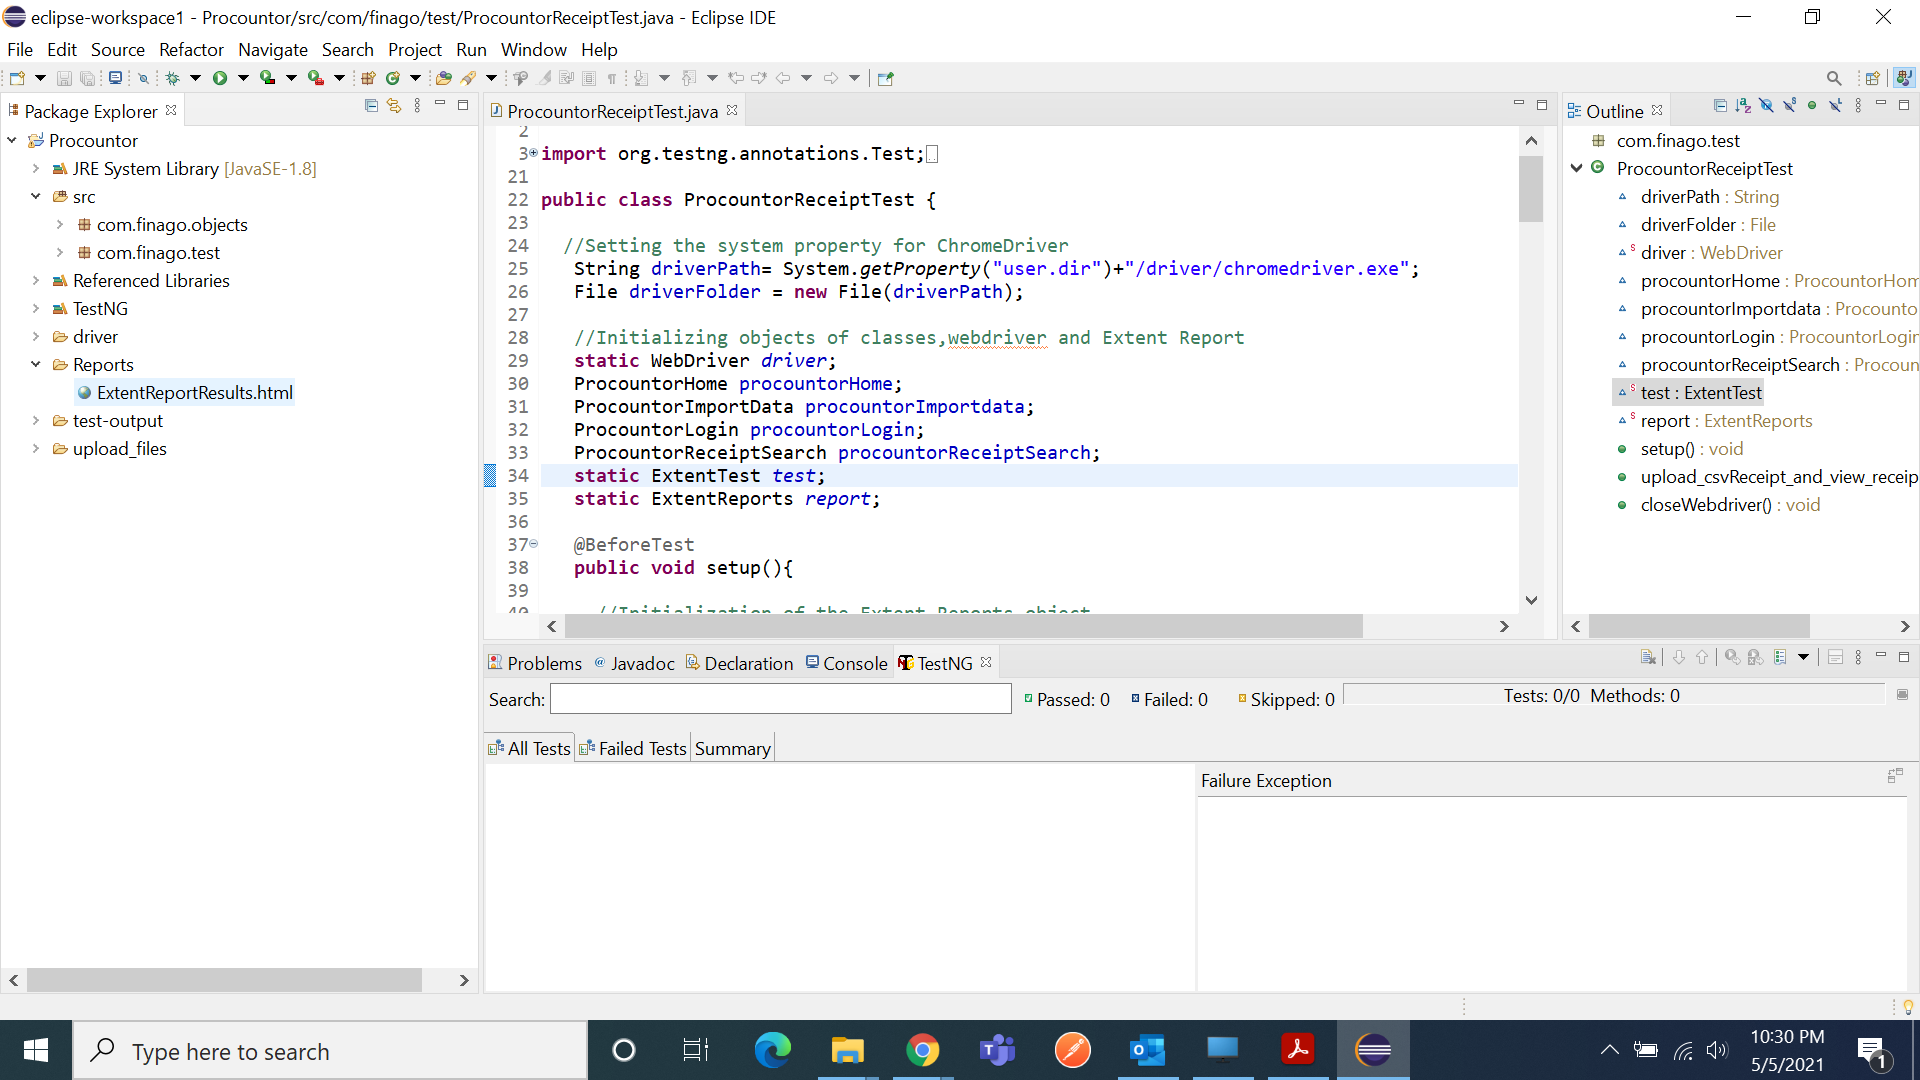 eclipse-workspace1 - Procountor/src/com/finago/test/ProcountorReceiptTest.java - Eclipse IDE
File Edit Source Refactor Navigate Search Project Run Window Help
Package Explorer
Procountor
JRE System Library [JavaSE-1.8]
src
com.finago.objects
com.finago.test
Referenced Libraries
TestNG
driver
Reports
ExtentReportResults.html
test-output
upload_files
ProcountorReceiptTest.java
2
3 import org.testng.annotations.Test;
21
22 public class ProcountorReceiptTest {
23
24 //Setting the system property for ChromeDriver
25 String driverPath= System.getProperty("user.dir")+"/driver/chromedriver.exe";
26 File driverFolder = new File(driverPath);
27
28 //Initializing objects of classes,webdriver and Extent Report
29 static WebDriver driver;
30 ProcountorHome procountorHome;
31 ProcountorImportData procountorImportdata;
32 ProcountorLogin procountorLogin;
33 ProcountorReceiptSearch procountorReceiptSearch;
34 static ExtentTest test;
35 static ExtentReports report;
36
37 @BeforeTest
38 public void setup(){
39
40 //Initialization of the Extent Reports object
Outline
com.finago.test
ProcountorReceiptTest
driverPath : String
driverFolder : File
driver : WebDriver
procountorHome : ProcountorHom
procountorImportdata : Procounto
procountorLogin : ProcountorLogin
procountorReceiptSearch : Procoun
test : ExtentTest
report : ExtentReports
setup() : void
upload_csvReceipt_and_view_receip
closeWebdriver() : void
Problems Javadoc Declaration Console TestNG
Search: Passed: 0 Failed: 0 Skipped: 0 Tests: 0/0 Methods: 0
All Tests Failed Tests Summary
Failure Exception
Type here to search
10:30 PM
5/5/2021
1